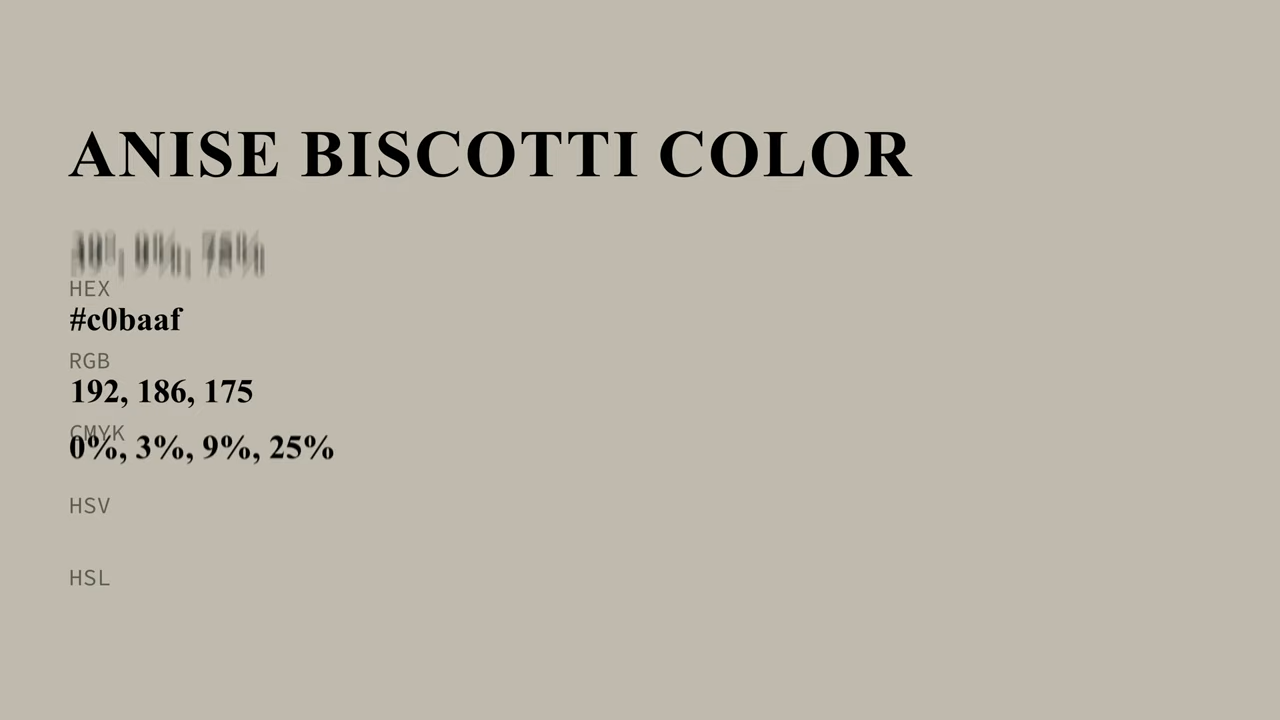 ANISE BISCOTTI COLOR
HEX
#c0baaf
RGB
192, 186, 175
CMYK
0%, 3%, 9%, 25%
HSV
HSL